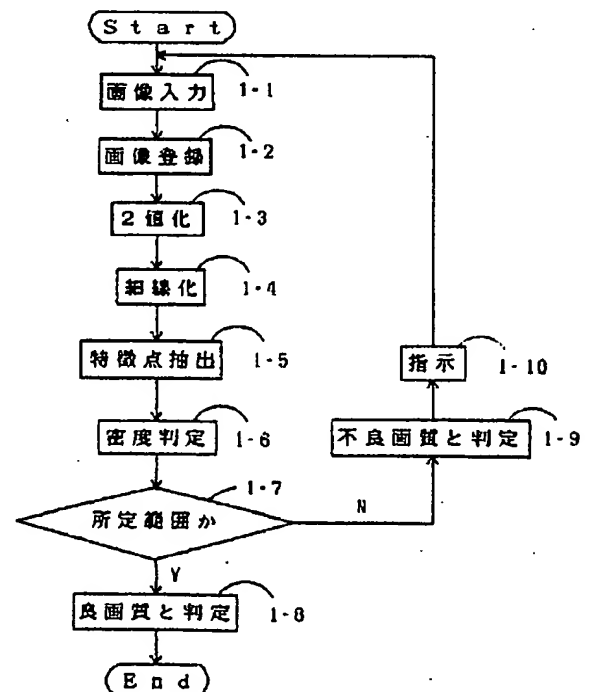 Start
画像入力 1-1
画像登録 1-2
2値化 1-3
細線化 1-4
特徴点抽出 1-5
指示 1-10
密度判定 1-6
不良画質と判定 1-9
1-7
所定範囲か
N
Y
良画質と判定 1-8
End